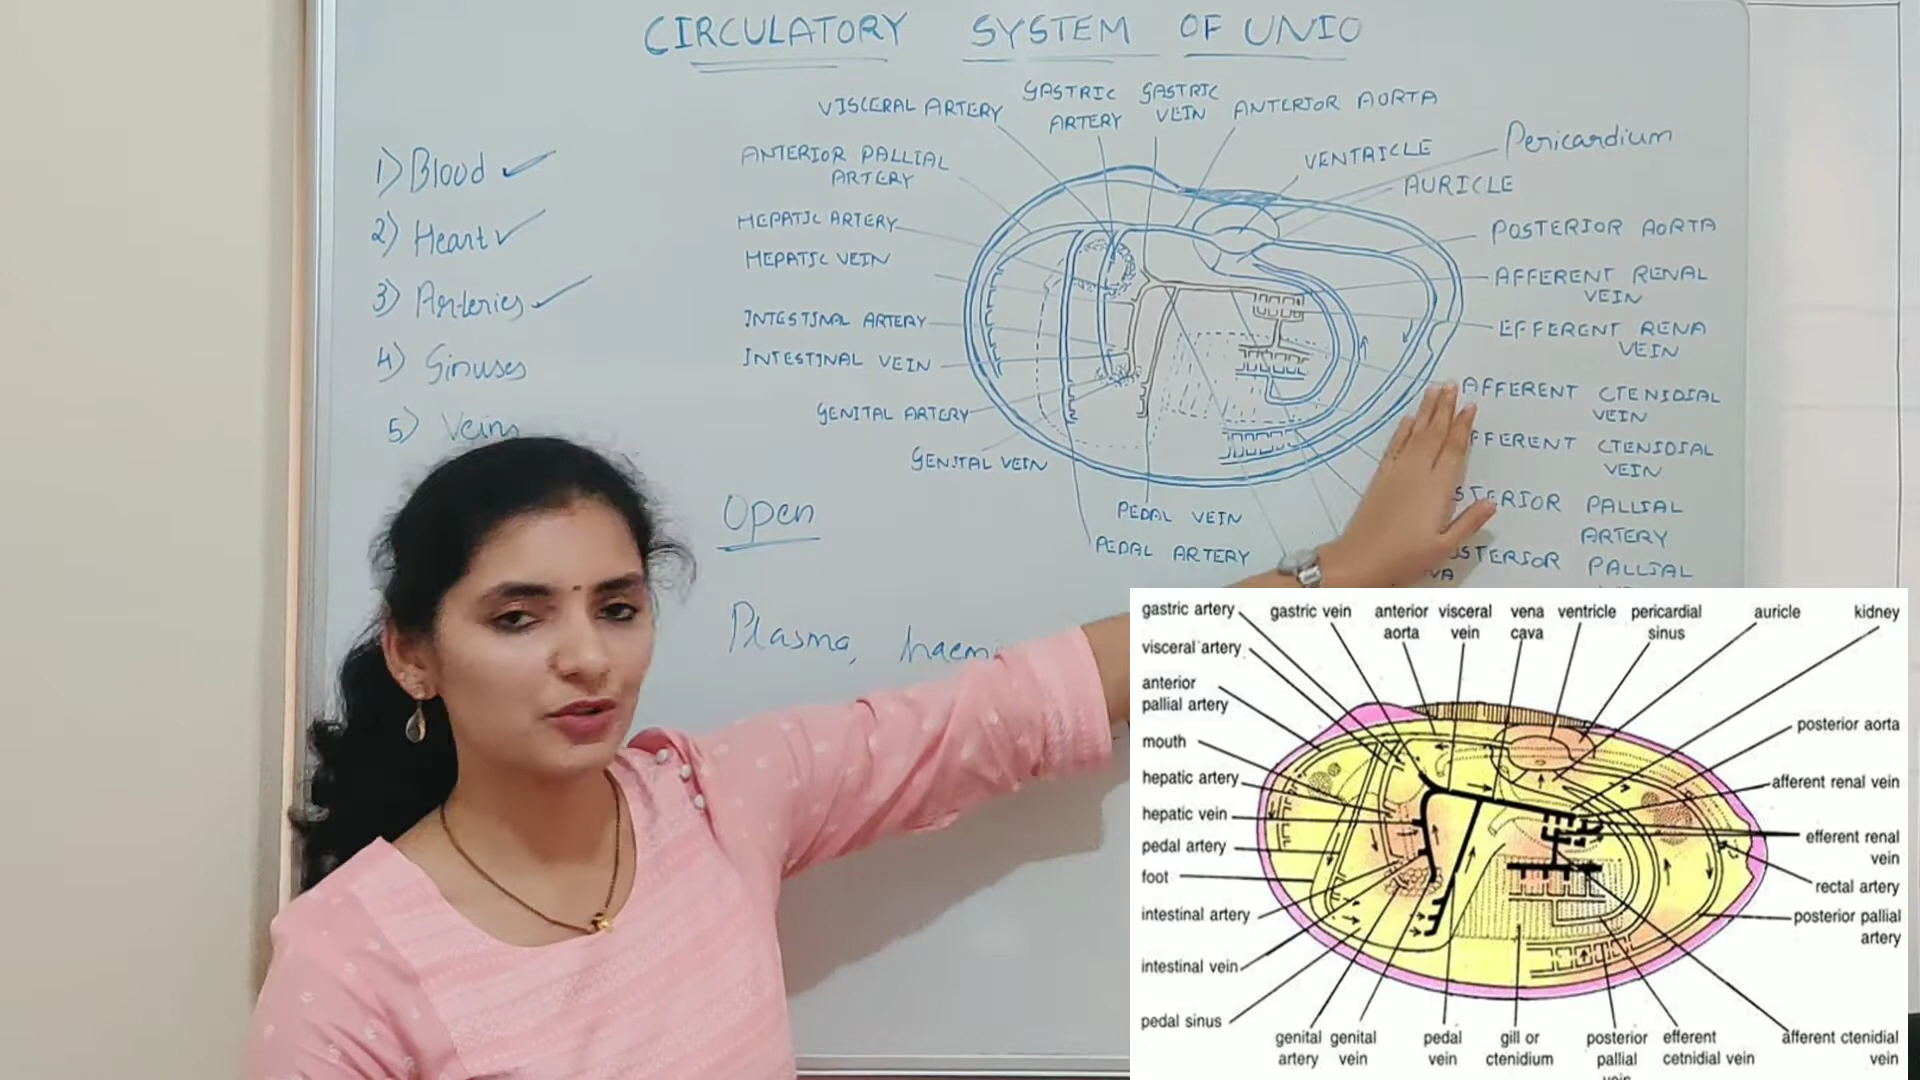 CIRCULATORY SYSTEM OF UNIO
1) Blood
2) Heart
3) Arteries
4) Sinuses
5) Veins
Open
Plasma, haem
VISCERAL ARTERY
GASTRIC
ARTERY
GASTRIC
VEIN
ANTERIOR AORTA
ANTERIOR PALLIAL
ARTERY
HEPATIC ARTERY
HEPATIC VEIN
INTESTINAL ARTERY
INTESTINAL VEIN
GENITAL ARTERY
GENITAL VEIN
PEDAL VEIN
PEDAL ARTERY
VENTRICLE
Pericardium
AURICLE
POSTERIOR AORTA
AFFERENT RENAL
VEIN
EFFERENT RENA
VEIN
AFFERENT CTENIDIAL
VEIN
FFERENT CTENIDIAL
VEIN
STERIOR PALLIAL
ARTERY
OSTERIOR PALLIAL
VA
gastric artery
gastric vein
anterior
aorta
visceral
vein
vena
cava
ventricle
pericardial
sinus
auricle
kidney
visceral artery
anterior
pallial artery
mouth
hepatic artery
hepatic vein
pedal artery
foot
intestinal artery
intestinal vein
pedal sinus
posterior aorta
afferent renal vein
efferent renal
vein
rectal artery
posterior pallial
artery
genital
artery
genital
vein
pedal
vein
gill or
ctenidium
posterior
pallial
vein
efferent
cetnidial vein
afferent ctenidial
vein